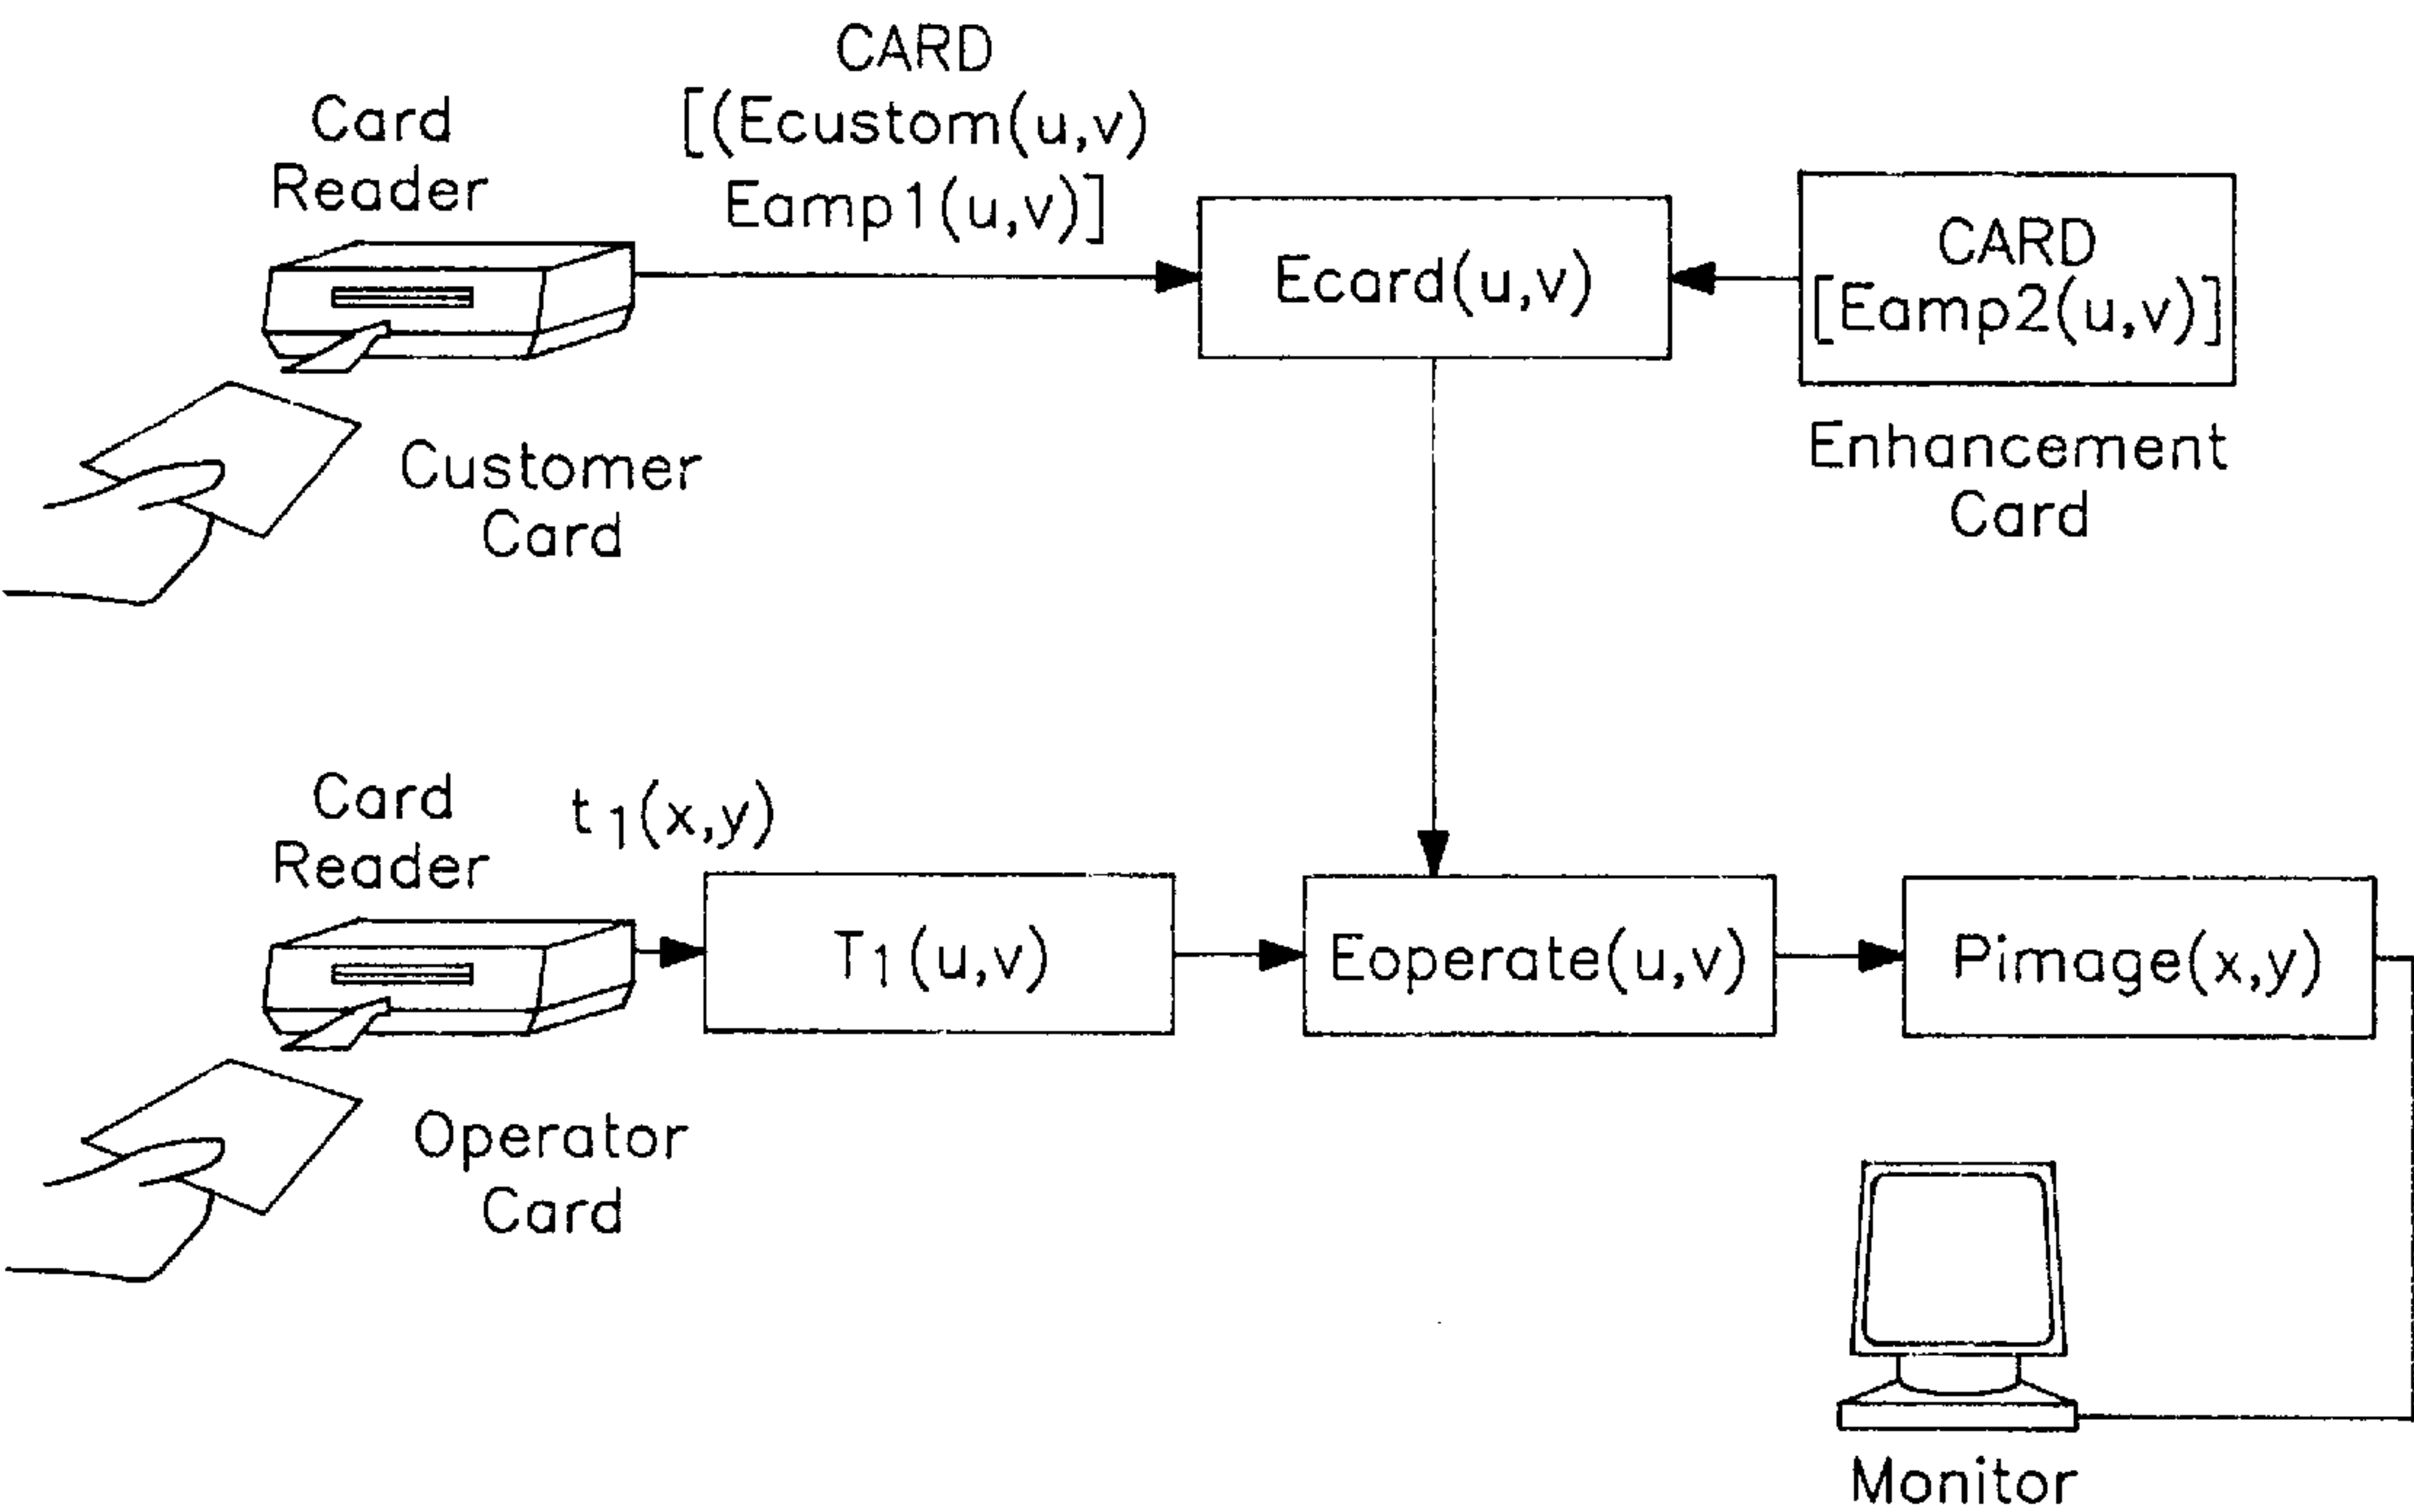 CARD
[(Ecustom(u,v)
Eamp1(u,v)]
Card
Reader
Ecard(u,v)
CARD
[Eamp2(u,v)]
Enhancement
Card
Customer
Card
Card
Reader
t1(x,y)
T1(u,v)
Eoperate(u,v)
Pimage(x,y)
Operator
Card
Monitor